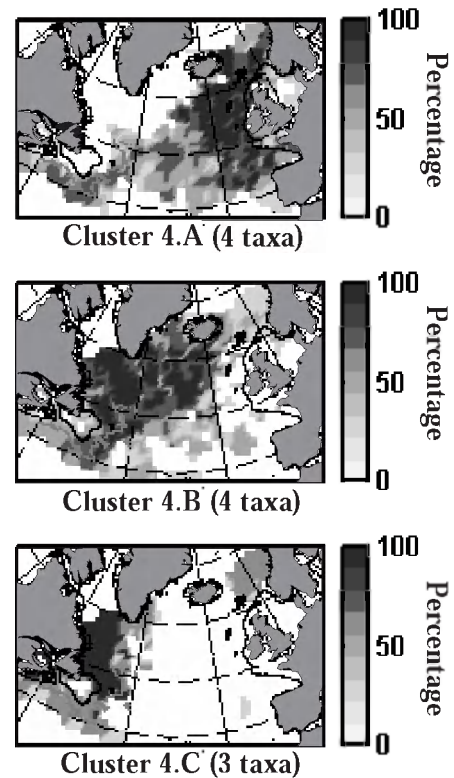 100
50
0
Percentage
Cluster 4.A (4 taxa)
100
50
0
Percentage
Cluster 4.B (4 taxa)
100
50
0
Percentage
Cluster 4.C (3 taxa)